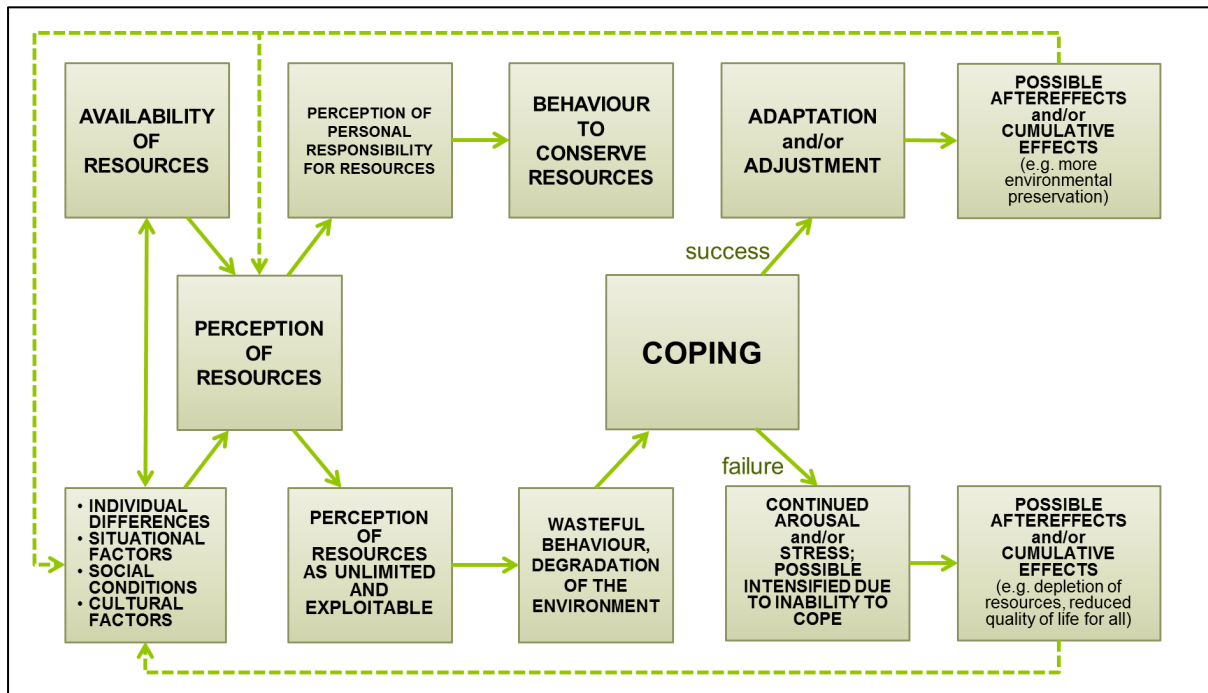 AVAILABILITY
OF
RESOURCES
PERCEPTION OF
PERSONAL
RESPONSIBILITY
FOR RESOURCES
BEHAVIOUR
TO
CONSERVE
RESOURCES
ADAPTATION
and/or
ADJUSTMENT
POSSIBLE
AFTEREFFECTS
and/or
CUMULATIVE
EFFECTS
(e.g. more
environmental
preservation)
success
PERCEPTION
OF
RESOURCES
COPING
failure
• INDIVIDUAL
DIFFERENCES
• SITUATIONAL
FACTORS
• SOCIAL
CONDITIONS
• CULTURAL
FACTORS
PERCEPTION
OF
RESOURCES
AS UNLIMITED
AND
EXPLOITABLE
WASTEFUL
BEHAVIOUR,
DEGRADATION
OF THE
ENVIRONMENT
CONTINUED
AROUSAL
and/or
STRESS;
POSSIBLE
INTENSIFIED DUE
TO INABILITY TO
COPE
POSSIBLE
AFTEREFFECTS
and/or
CUMULATIVE
EFFECTS
(e.g. depletion of
resources, reduced
quality of life for all)